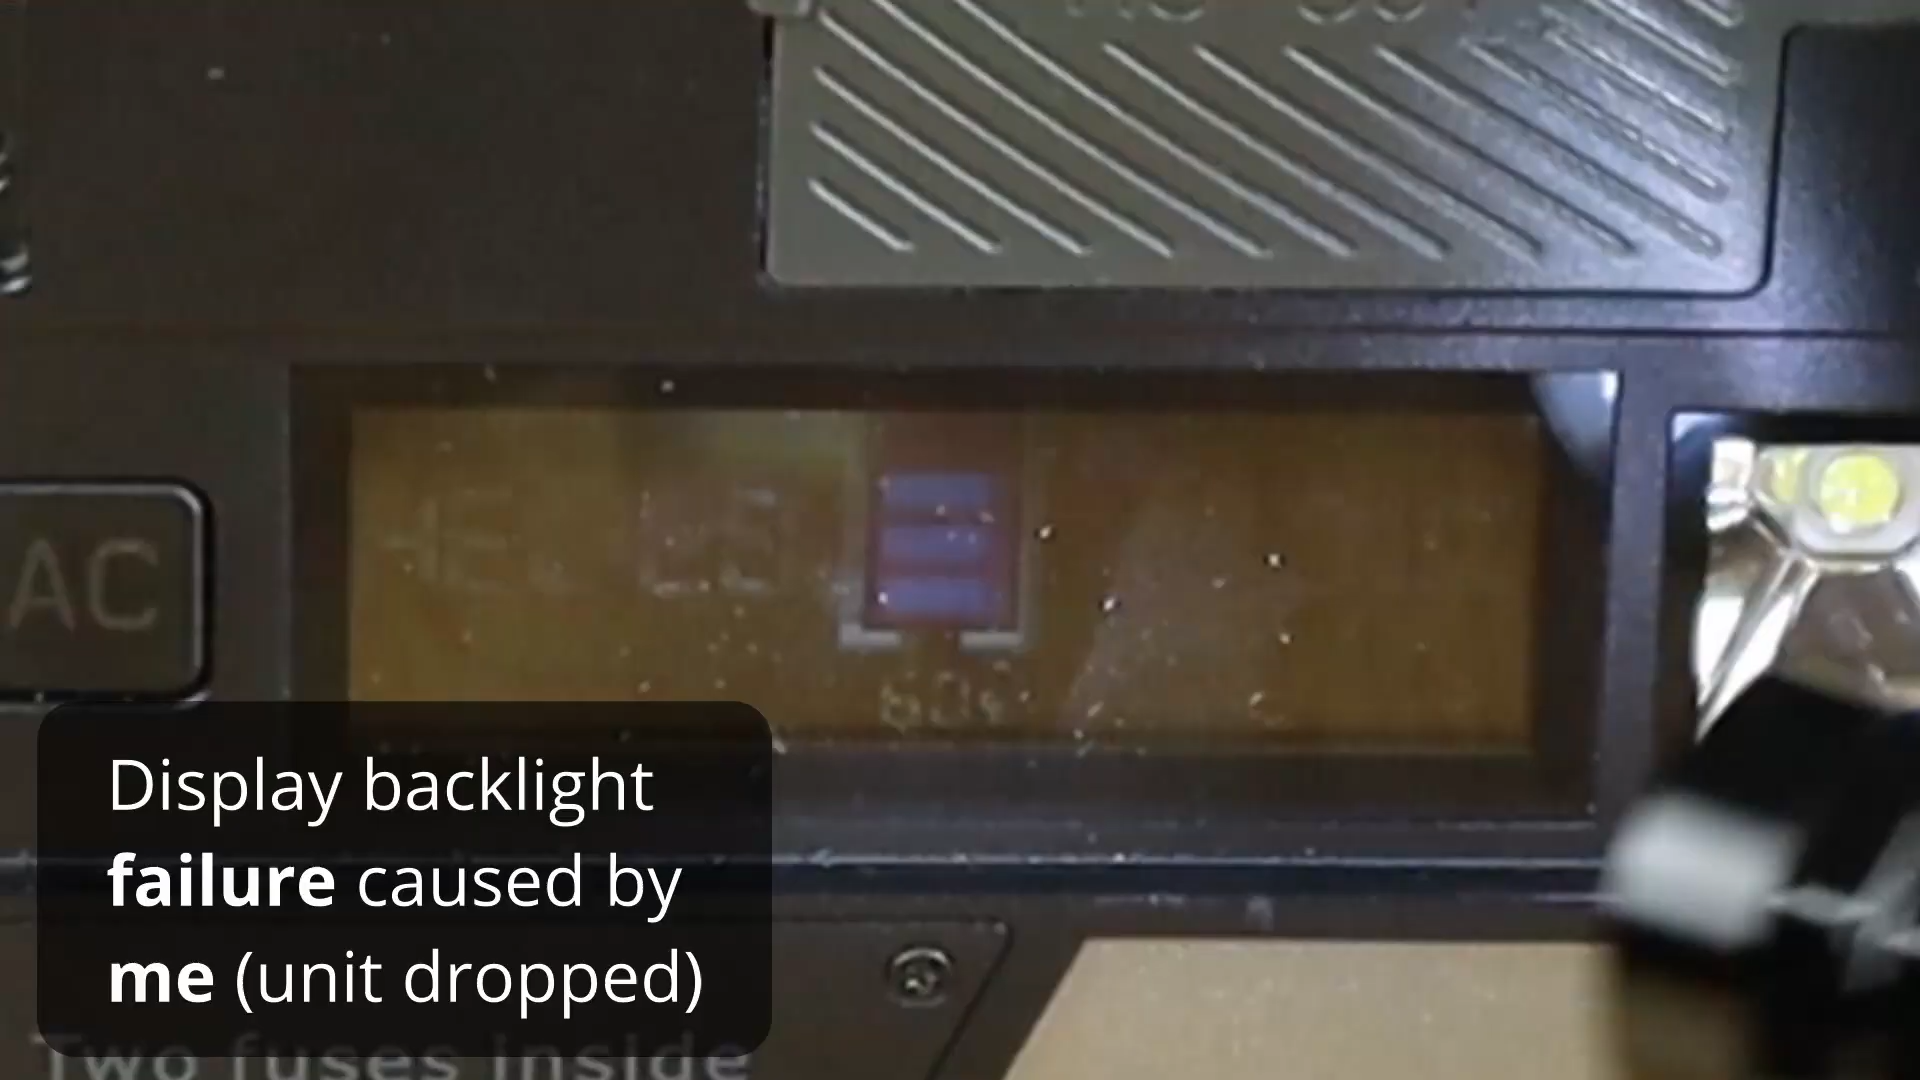 AC
Display backlight
failure caused by
me (unit dropped)
Two fuses inside